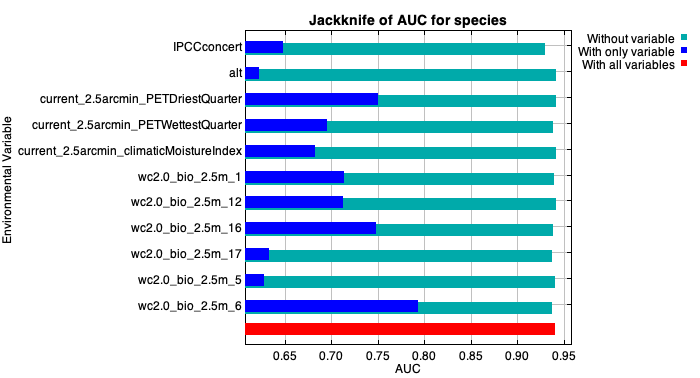 Jackknife of AUC for species
Without variable
With only variable
With all variables
Environmental Variable
IPCCconcert
alt
current_2.5arcmin_PETDriestQuarter
current_2.5arcmin_PETWettestQuarter
current_2.5arcmin_climaticMoistureIndex
wc2.0_bio_2.5m_1
wc2.0_bio_2.5m_12
wc2.0_bio_2.5m_16
wc2.0_bio_2.5m_17
wc2.0_bio_2.5m_5
wc2.0_bio_2.5m_6
0.65 0.70 0.75 0.80 0.85 0.90 0.95
AUC